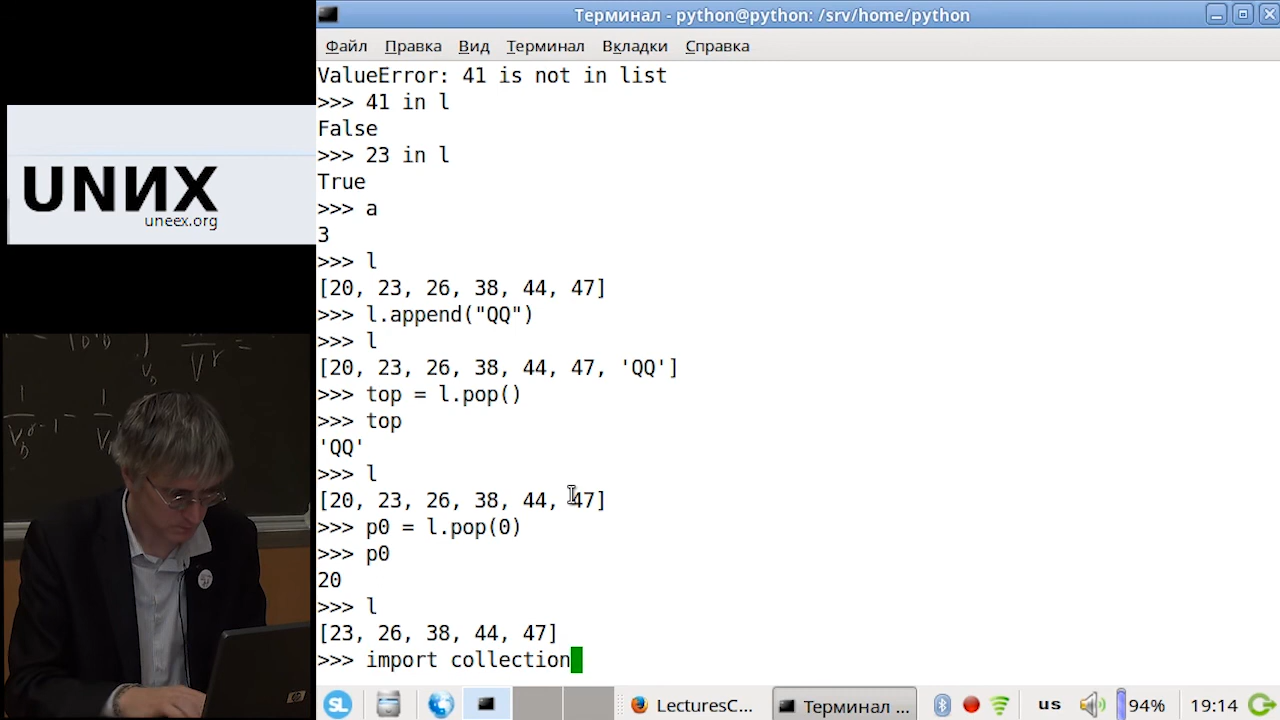 Терминал - python@python: /srv/home/python
Файл Правка Вид Терминал Вкладки Справка
ValueError: 41 is not in list
>>> 41 in l
False
>>> 23 in l
True
>>> a
3
>>> l
[20, 23, 26, 38, 44, 47]
>>> l.append("QQ")
>>> l
[20, 23, 26, 38, 44, 47, 'QQ']
>>> top = l.pop()
>>> top
'QQ'
>>> l
[20, 23, 26, 38, 44, 47]
>>> p0 = l.pop(0)
>>> p0
20
>>> l
[23, 26, 38, 44, 47]
>>> import collection
UNИX
uneex.org
hp
SL LecturesC... Терминал ... us 94% 19:14